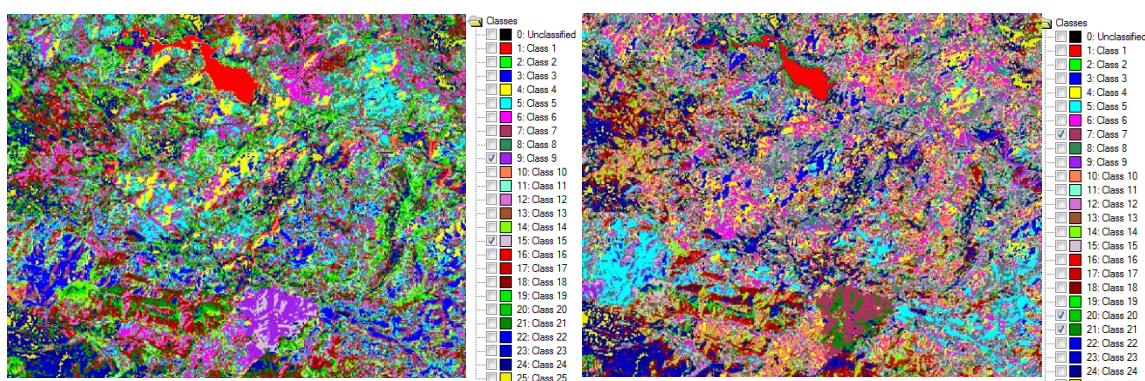 Classes
0: Unclassified
1: Class 1
2: Class 2
3: Class 3
4: Class 4
5: Class 5
6: Class 6
7: Class 7
8: Class 8
9: Class 9
10: Class 10
11: Class 11
12: Class 12
13: Class 13
14: Class 14
15: Class 15
16: Class 16
17: Class 17
18: Class 18
19: Class 19
20: Class 20
21: Class 21
22: Class 22
23: Class 23
24: Class 24
25: Class 25
Classes
0: Unclassified
1: Class 1
2: Class 2
3: Class 3
4: Class 4
5: Class 5
6: Class 6
7: Class 7
8: Class 8
9: Class 9
10: Class 10
11: Class 11
12: Class 12
13: Class 13
14: Class 14
15: Class 15
16: Class 16
17: Class 17
18: Class 18
19: Class 19
20: Class 20
21: Class 21
22: Class 22
23: Class 23
24: Class 24